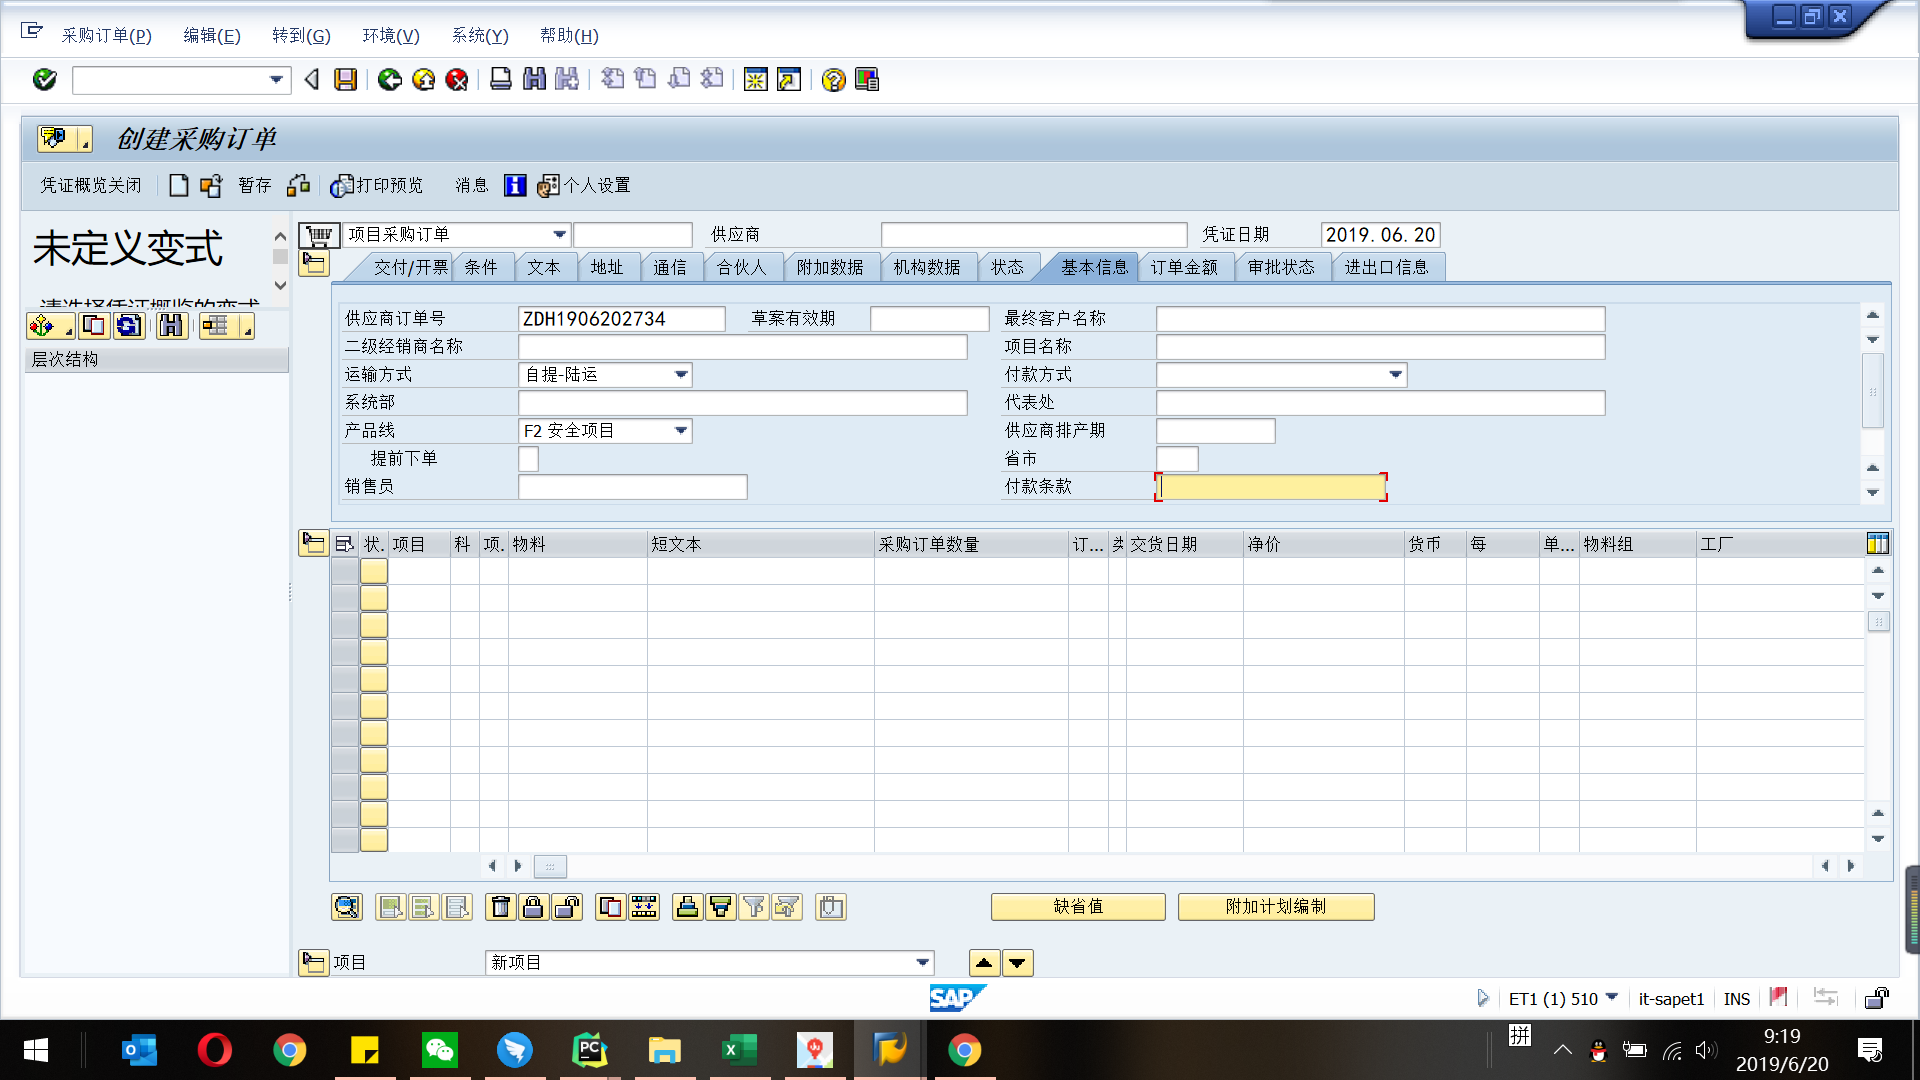 采购订单(P) 编辑(E) 转到(G) 环境(V) 系统(Y) 帮助(H)
创建采购订单
凭证概览关闭 暂存 打印预览 消息 个人设置
未定义变式
请选择凭证概览的变式
层次结构
项目采购订单 供应商 凭证日期 2019.06.20
交付/开票 条件 文本 地址 通信 合伙人 附加数据 机构数据 状态 基本信息 订单金额 审批状态 进出口信息
供应商订单号 ZDH1906202734 草案有效期 最终客户名称
二级经销商名称 项目名称
运输方式 自提-陆运 付款方式
系统部 代表处
产品线 F2 安全项目 供应商排产期
提前下单 省市
销售员 付款条款
状. 项目 科 项. 物料 短文本 采购订单数量 订... 类 交货日期 净价 货币 每 单... 物料组 工厂
缺省值 附加计划编制
项目 新项目
SAP
ET1 (1) 510 it-sapet1 INS
拼
9:19
2019/6/20